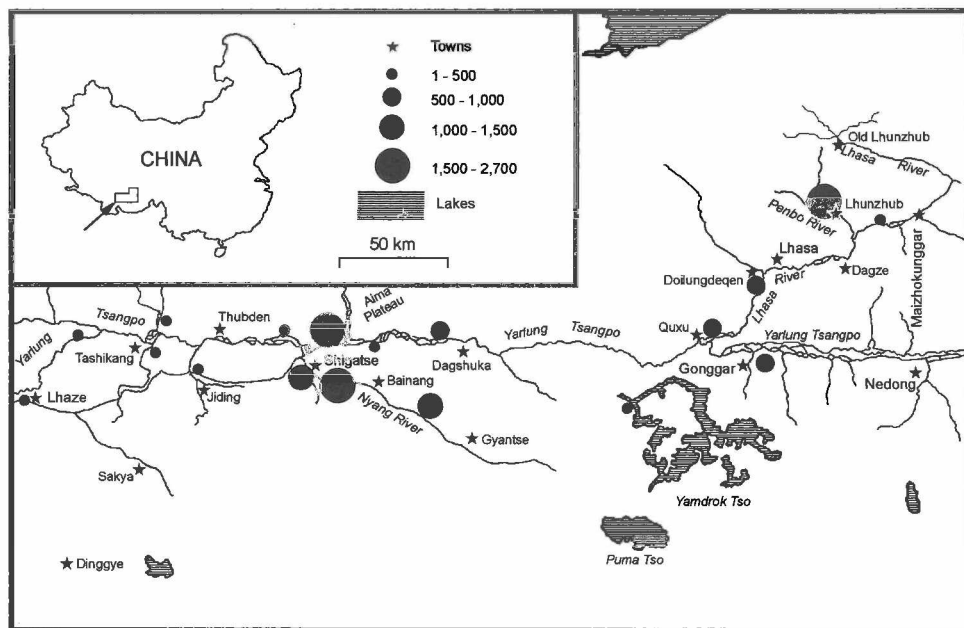 CHINA
Towns
1 - 500
500 - 1,000
1,000 - 1,500
1,500 - 2,700
Lakes
50 km
Old Lhunzhub
Lhasa
River
Lhunzhub
Penbo River
Maizhokunggar
Lhasa
River
Dagze
Doilungdeqen
Lhasa
Quxu
Yarlung Tsangpo
Gonggar
Nedong
Yarlung
Tsangpo
Thubden
Aima
Plateau
Yarlung
Tsangpo
Tashikang
Shigatse
Dagshuka
Bainang
Lhaze
Jiding
Nyang River
Gyantse
Sakya
Yamdrok Tso
Puma Tso
Dinggye